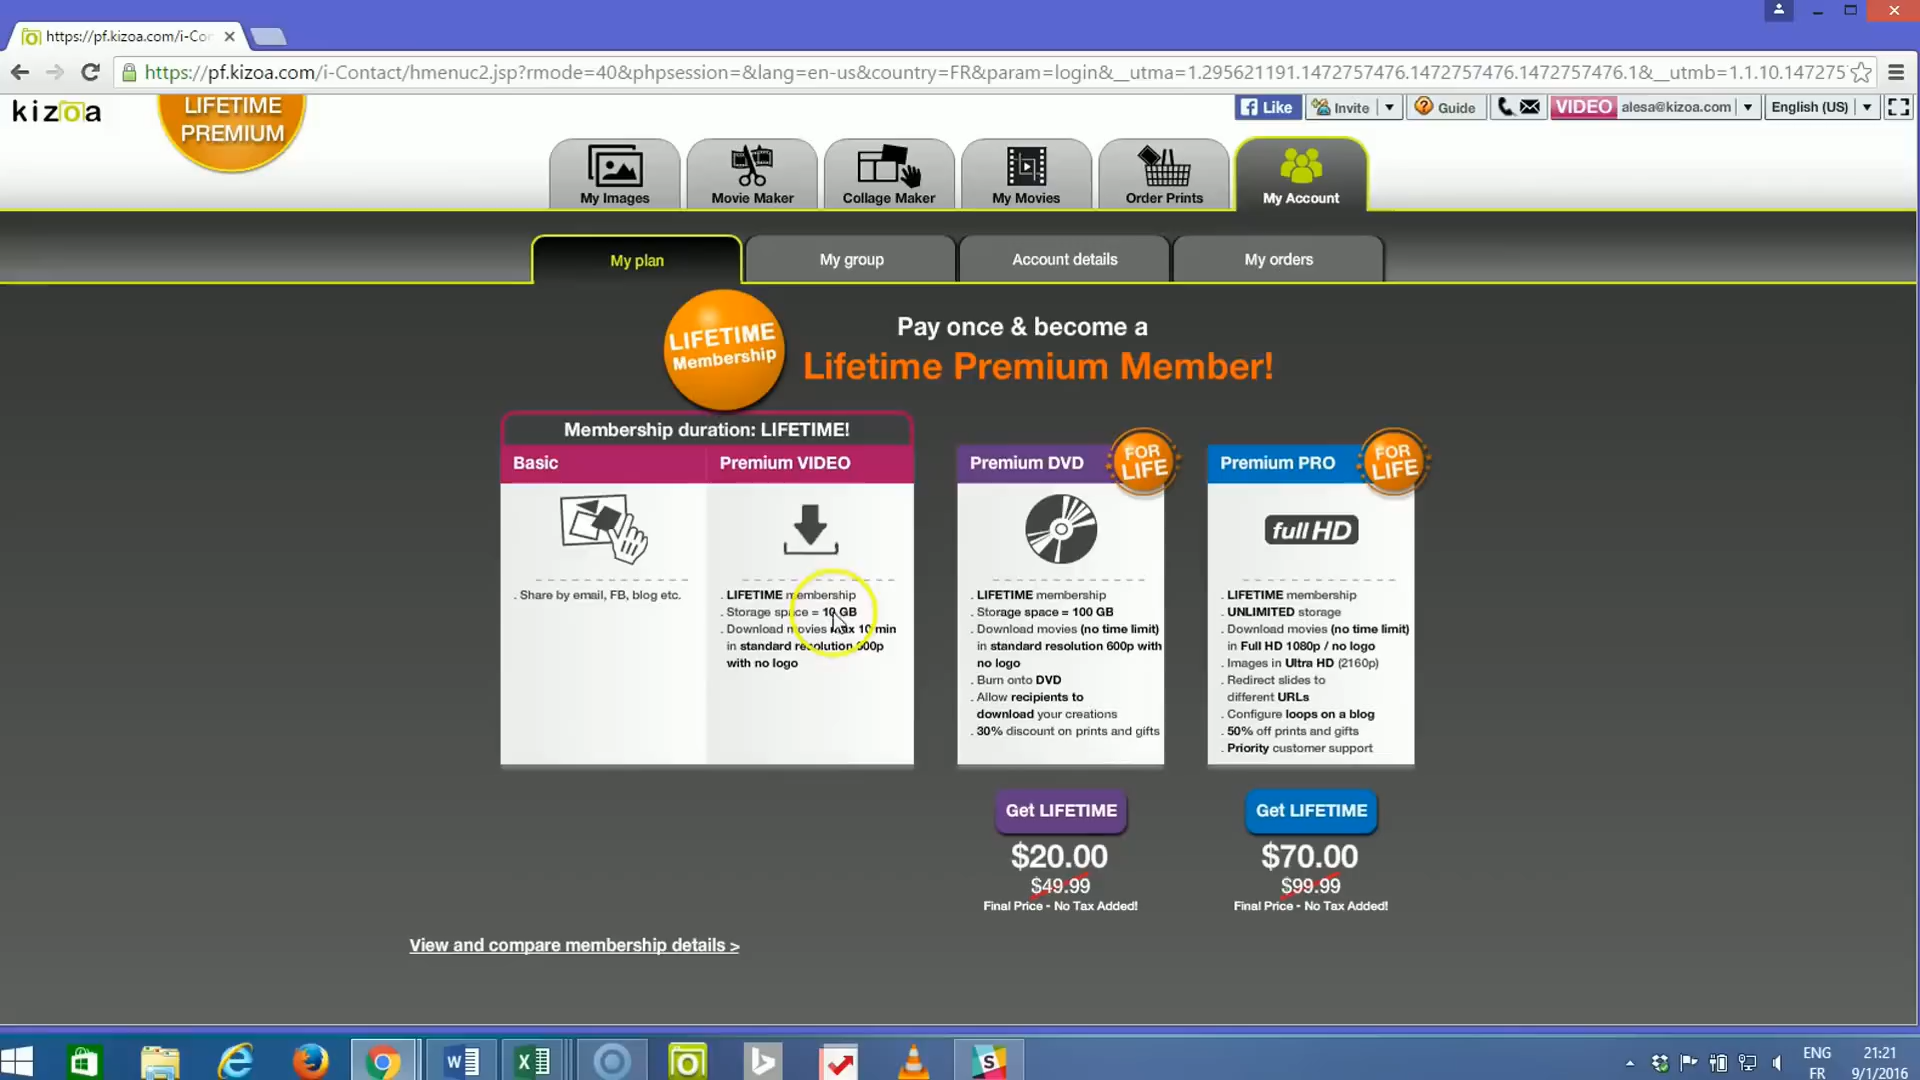 https://pf.kizoa.com/i-Co
https://pf.kizoa.com/i-Contact/hmenuc2.jsp?rmode=40&phpsession=&lang=en-us&country=FR&param=login&__utma=1.295621191.1472757476.1472757476.1472757476.1&__utmb=1.1.10.147275
kizoa
LIFETIME
PREMIUM
Like
Invite
Guide
VIDEO
alesa@kizoa.com
English (US)
My Images
Movie Maker
Collage Maker
My Movies
Order Prints
My Account
My plan
My group
Account details
My orders
LIFETIME
Membership
Pay once & become a
Lifetime Premium Member!
Membership duration: LIFETIME!
Basic
. Share by email, FB, blog etc.
Premium VIDEO
. LIFETIME membership
. Storage space = 10 GB
. Download movies max 10 min
in standard resolution 600p
with no logo
Premium DVD
FOR
LIFE
. LIFETIME membership
. Storage space = 100 GB
. Download movies (no time limit)
in standard resolution 600p with
no logo
. Burn onto DVD
. Allow recipients to
download your creations
. 30% discount on prints and gifts
Get LIFETIME
$20.00
$49.99
Final Price - No Tax Added!
Premium PRO
FOR
LIFE
full HD
. LIFETIME membership
. UNLIMITED storage
. Download movies (no time limit)
in Full HD 1080p / no logo
. Images in Ultra HD (2160p)
. Redirect slides to
different URLs
. Configure loops on a blog
. 50% off prints and gifts
. Priority customer support
Get LIFETIME
$70.00
$99.99
Final Price - No Tax Added!
View and compare membership details >
ENG
FR
21:21
9/1/2016